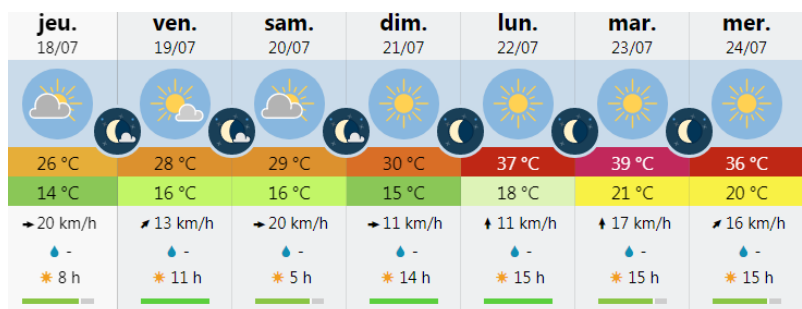 jeu. ven. sam. dim. lun. mar. mer.
18/07 19/07 20/07 21/07 22/07 23/07 24/07
26 °C 28 °C 29 °C 30 °C 37 °C 39 °C 36 °C
14 °C 16 °C 16 °C 15 °C 18 °C 21 °C 20 °C
20 km/h 13 km/h 20 km/h 11 km/h 11 km/h 17 km/h 16 km/h
- - - - - - -
8 h 11 h 5 h 14 h 15 h 15 h 15 h